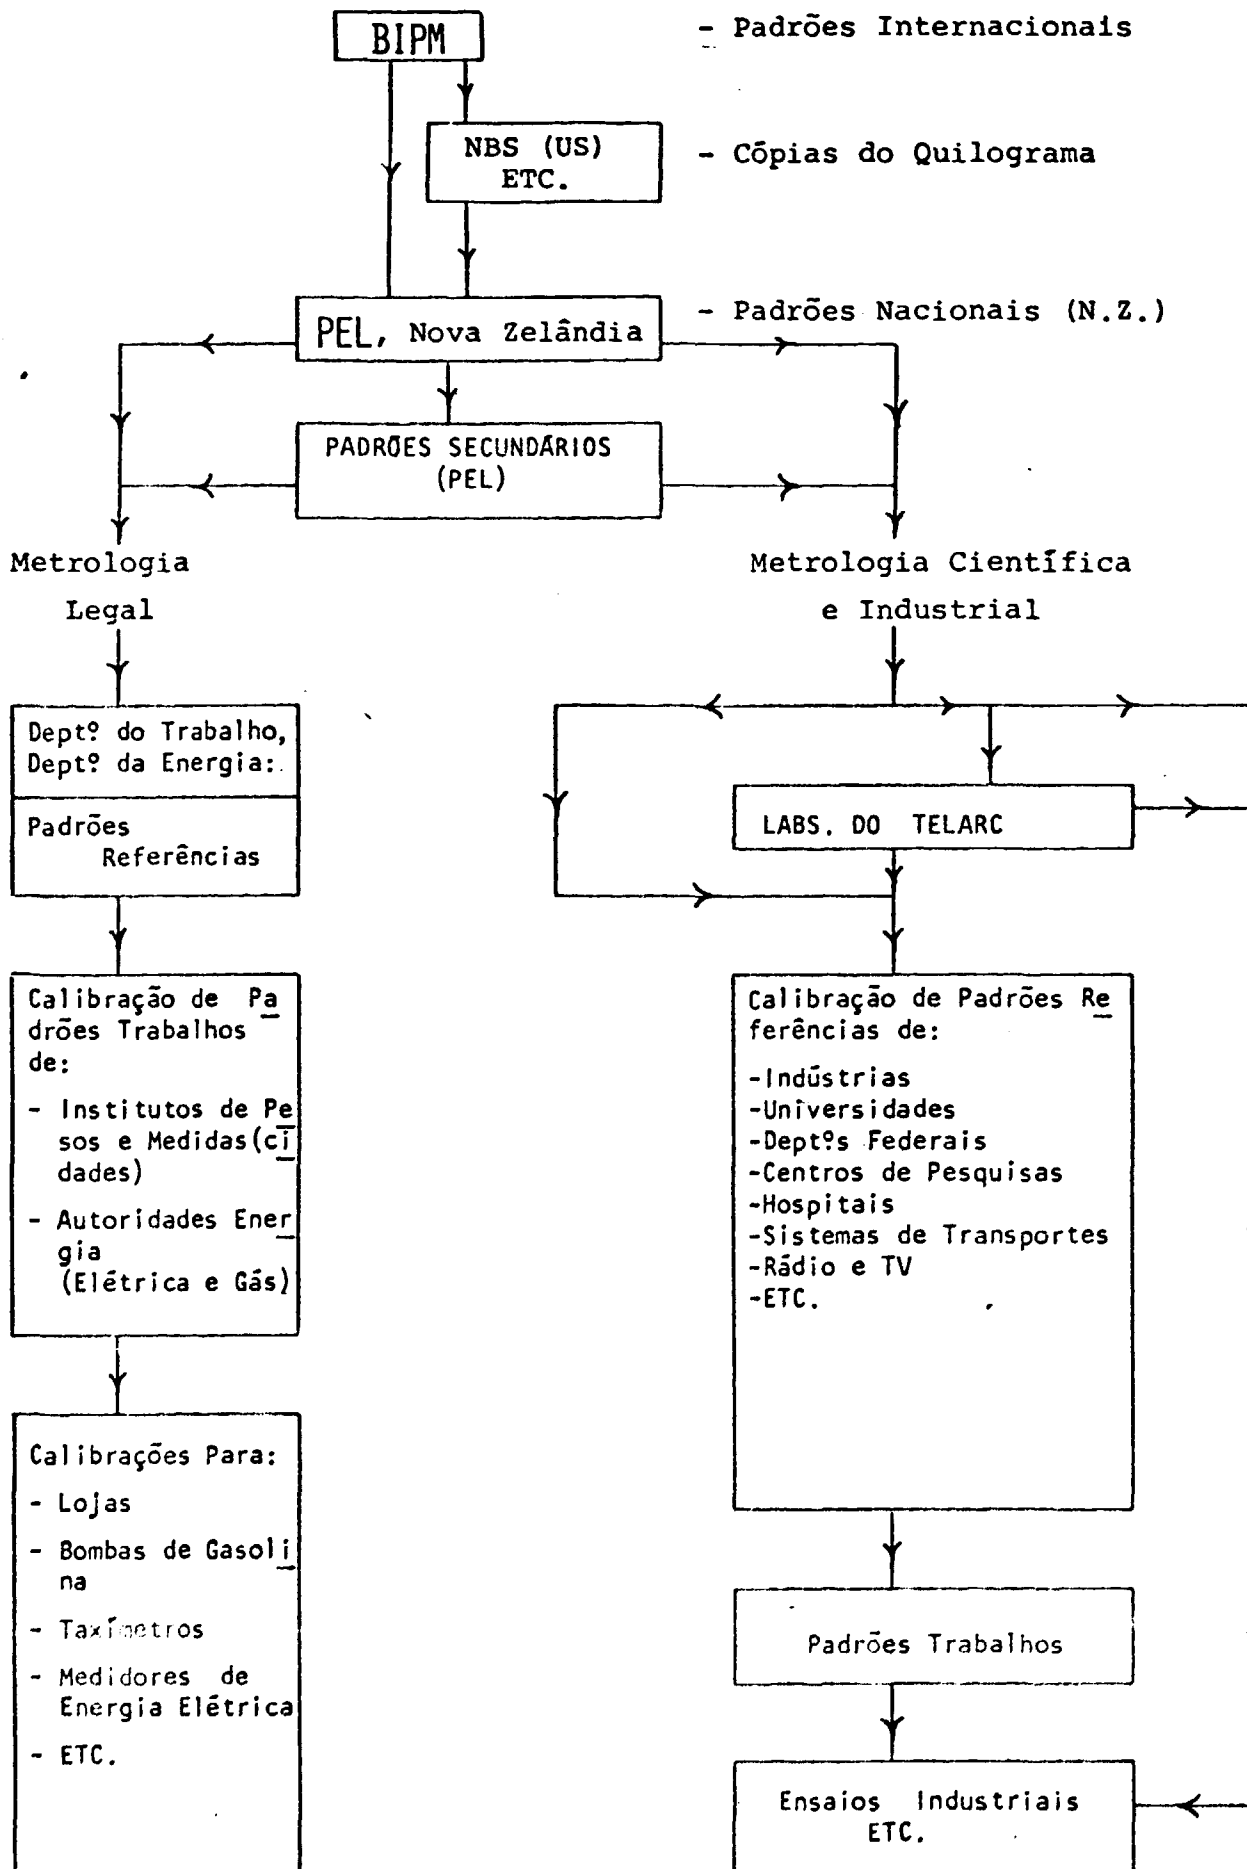 BIPM
- Padrões Internacionais
NBS (US)
ETC.
- Cópias do Quilograma
PEL, Nova Zelândia
- Padrões Nacionais (N.Z.)
PADRÕES SECUNDÁRIOS
(PEL)
Metrologia
Legal
Metrologia Científica
e Industrial
Deptº do Trabalho,
Deptº da Energia:
Padrões
Referências
LABS. DO TELARC
Calibração de Pa
drões Trabalhos
de:
- Institutos de Pe
sos e Medidas(ci
dades)
- Autoridades Ener
gia
(Elétrica e Gás)
Calibração de Padrões Re
ferências de:
-Indústrias
-Universidades
-Deptºs Federais
-Centros de Pesquisas
-Hospitais
-Sistemas de Transportes
-Rádio e TV
-ETC.
Calibrações Para:
- Lojas
- Bombas de Gasoli
na
- Taxímetros
- Medidores de
Energia Elétrica
- ETC.
Padrões Trabalhos
Ensaios Industriais
ETC.